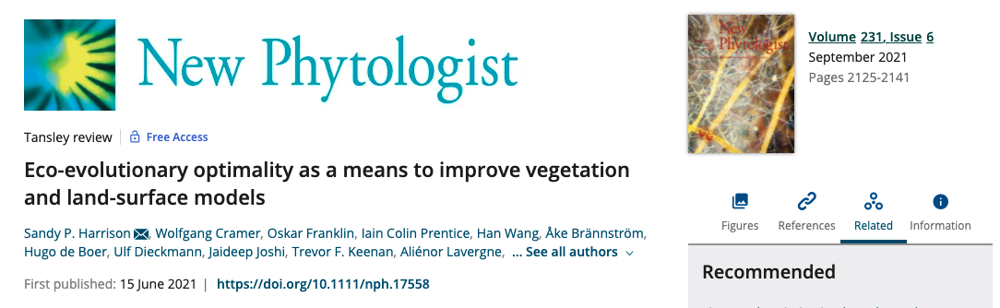 New Phytologist
Tansley review
Free Access
Eco-evolutionary optimality as a means to improve vegetation
and land-surface models
Sandy P. Harrison, Wolfgang Cramer, Oskar Franklin, Iain Colin Prentice, Han Wang, Åke Brännström,
Hugo de Boer, Ulf Dieckmann, Jaideep Joshi, Trevor F. Keenan, Aliénor Lavergne, ... See all authors
First published: 15 June 2021 | https://doi.org/10.1111/nph.17558
New
Phytologist
Volume 231, Issue 6
September 2021
Pages 2125-2141
Figures
References
Related
Information
Recommended